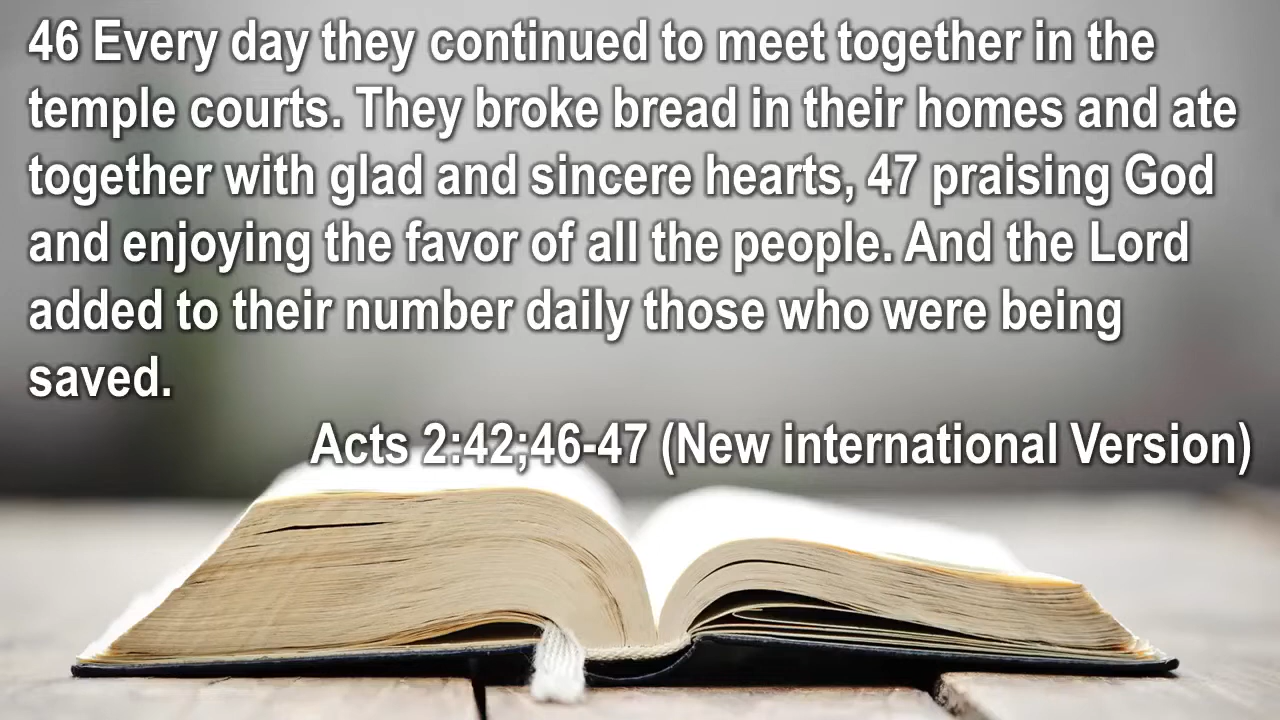 46 Every day they continued to meet together in the
temple courts. They broke bread in their homes and ate
together with glad and sincere hearts, 47 praising God
and enjoying the favor of all the people. And the Lord
added to their number daily those who were being
saved.
Acts 2:42;46-47 (New international Version)